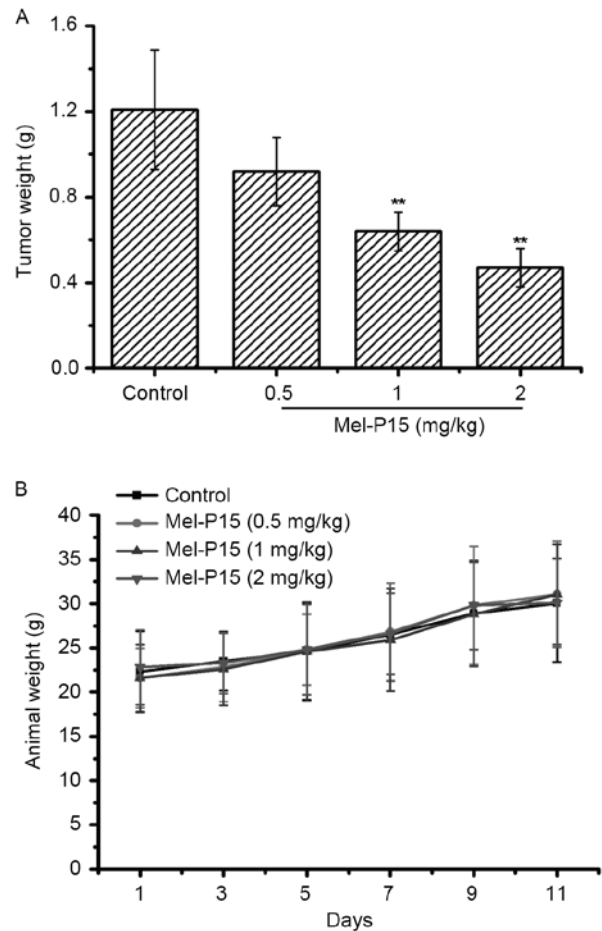 A
1.6
1.2
0.8
0.4
0.0
Tumor weight (g)
**
**
Control 0.5 1 2
Mel-P15 (mg/kg)
B
Control
Mel-P15 (0.5 mg/kg)
Mel-P15 (1 mg/kg)
Mel-P15 (2 mg/kg)
40
35
30
25
20
15
10
5
0
Animal weight (g)
1 3 5 7 9 11
Days